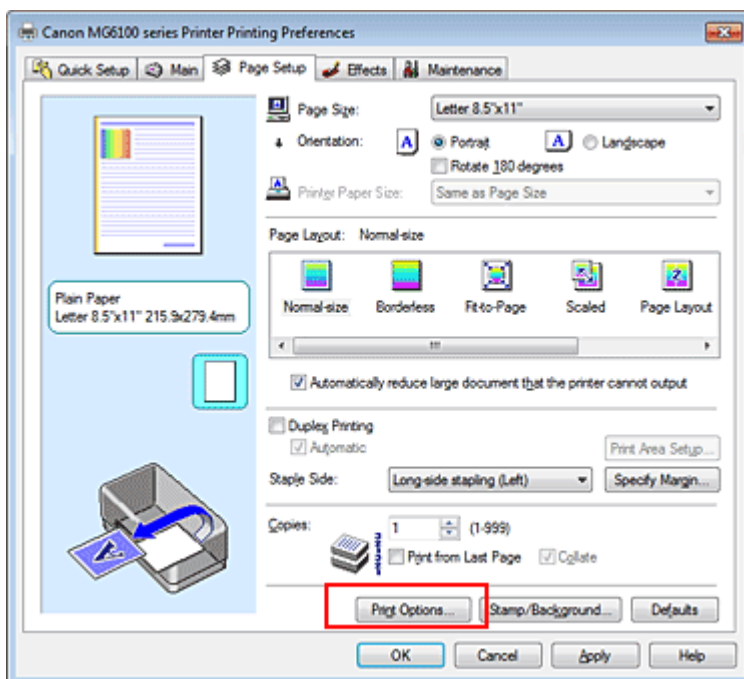 Canon MG6100 series Printer Printing Preferences
Quick Setup Main Page Setup Effects Maintenance
Page Size: Letter 8.5"x11"
Orientation: A Portrait A Landscape
Rotate 180 degrees
Printer Paper Size: Same as Page Size
Page Layout: Normal-size
Normal-size Borderless Fit-to-Page Scaled Page Layout
Plain Paper
Letter 8.5"x11" 215.9x279.4mm
Automatically reduce large document that the printer cannot output
Duplex Printing
Automatic Print Area Setup...
Staple Side: Long-side stapling (Left) Specify Margin...
Copies: 1 (1-999)
Print from Last Page Collate
Print Options... Stamp/Background... Defaults
OK Cancel Apply Help